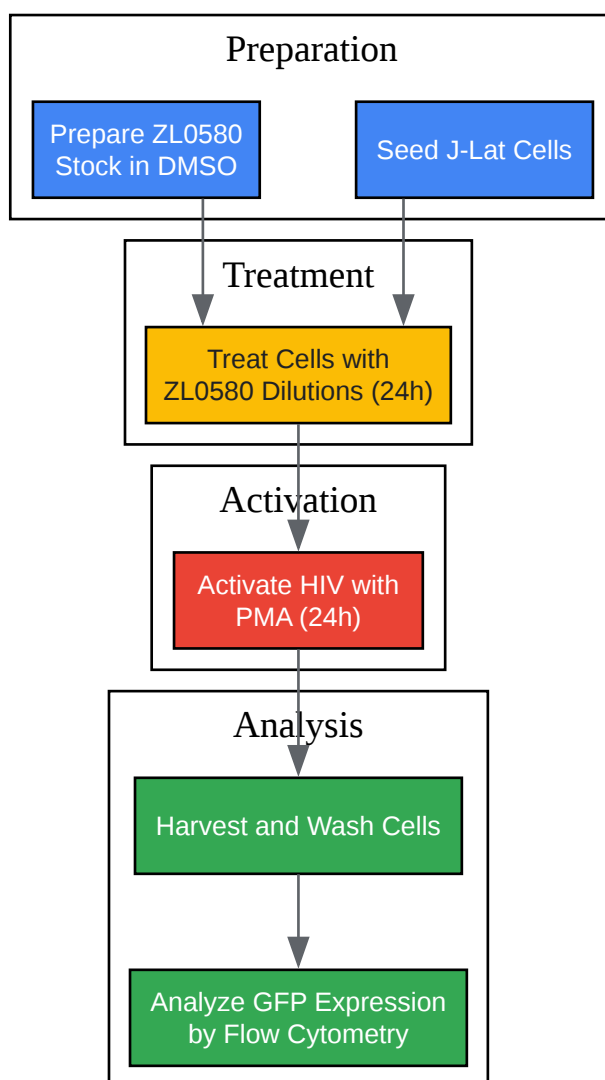 Preparation
Prepare ZL0580
Stock in DMSO
Seed J-Lat Cells
Treatment
Treat Cells with
ZL0580 Dilutions (24h)
Activation
Activate HIV with
PMA (24h)
Analysis
Harvest and Wash Cells
Analyze GFP Expression
by Flow Cytometry